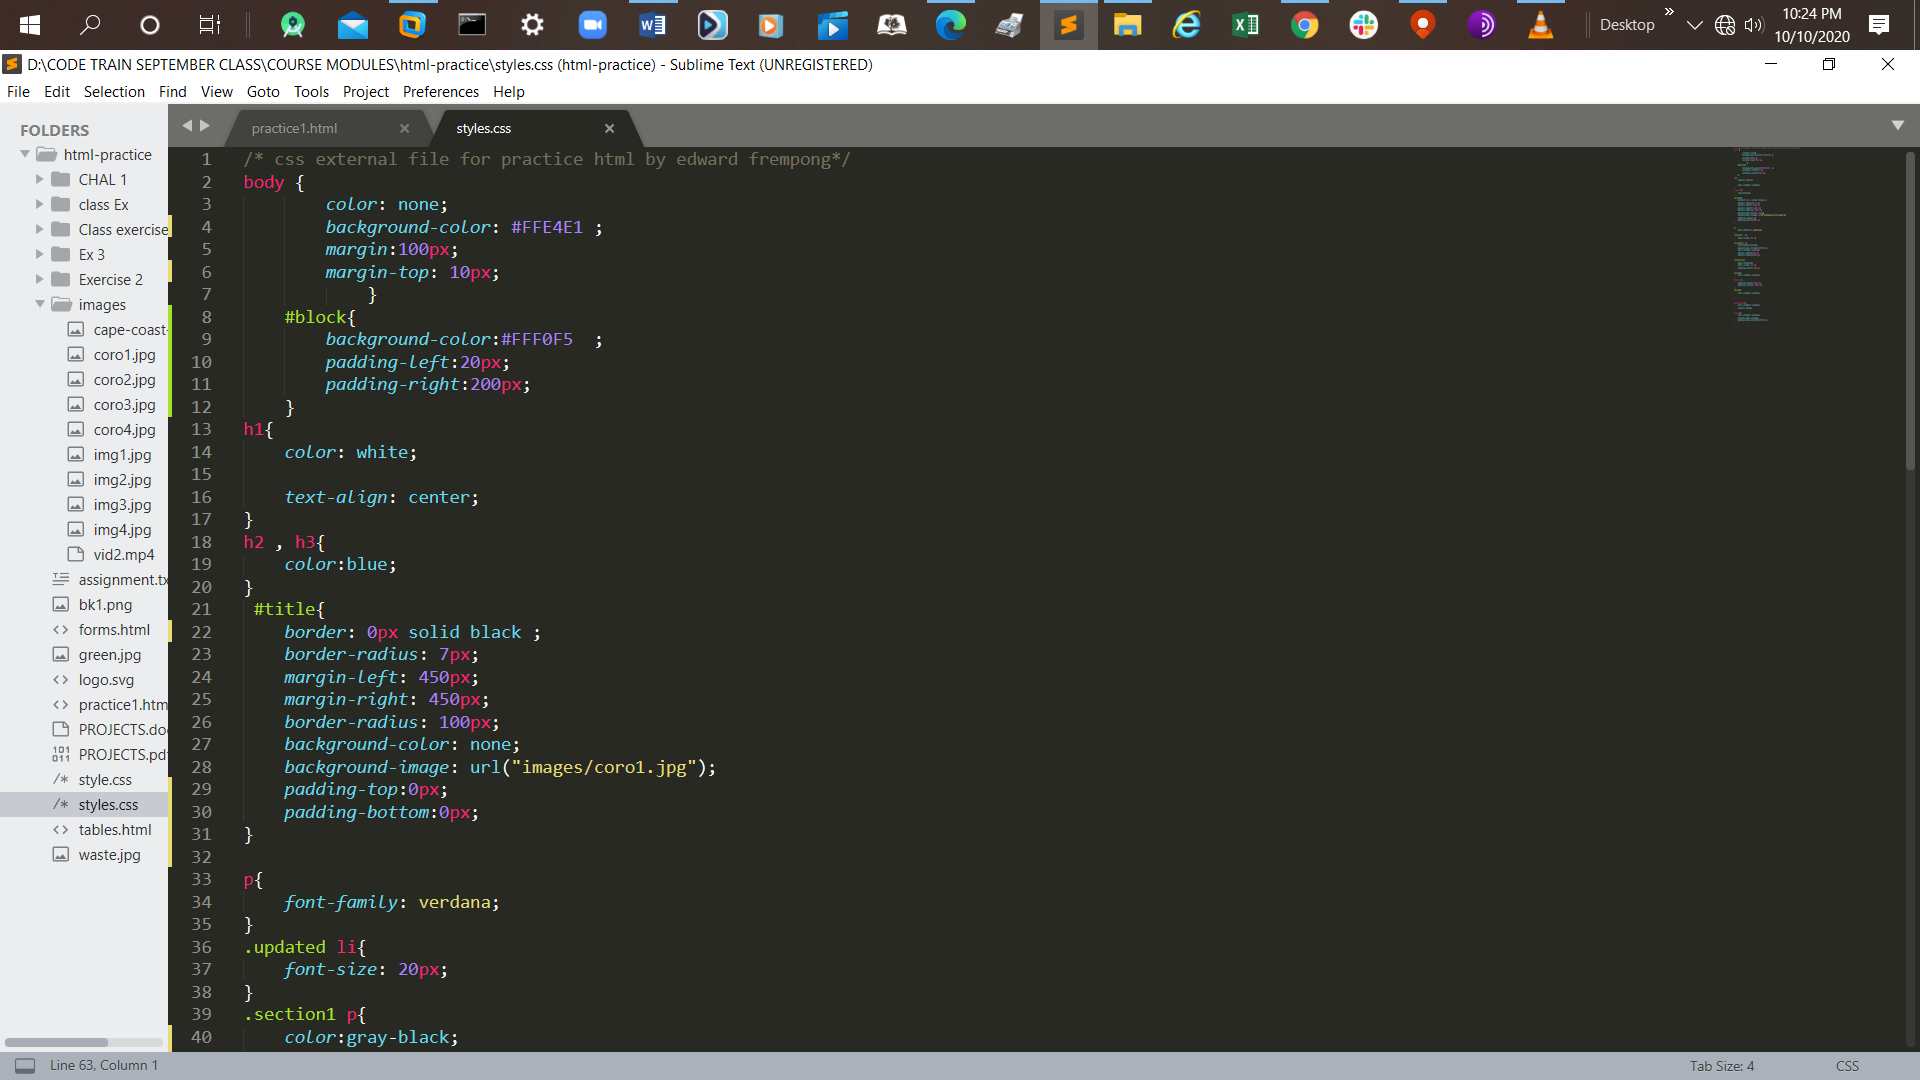 Desktop
»
10:24 PM
10/10/2020
D:\CODE TRAIN SEPTEMBER CLASS\COURSE MODULES\html-practice\styles.css (html-practice) - Sublime Text (UNREGISTERED)
File Edit Selection Find View Goto Tools Project Preferences Help
FOLDERS
html-practice
CHAL 1
class Ex
Class exercise
Ex 3
Exercise 2
images
cape-coast-
coro1.jpg
coro2.jpg
coro3.jpg
coro4.jpg
img1.jpg
img2.jpg
img3.jpg
img4.jpg
vid2.mp4
assignment.tx
bk1.png
forms.html
green.jpg
logo.svg
practice1.htm
PROJECTS.do
PROJECTS.pd
style.css
styles.css
tables.html
waste.jpg
practice1.html
styles.css
1 /* css external file for practice html by edward frempong*/
2 body {
3 color: none;
4 background-color: #FFE4E1 ;
5 margin:100px;
6 margin-top: 10px;
7 }
8 #block{
9 background-color:#FFF0F5  ;
10 padding-left:20px;
11 padding-right:200px;
12 }
13 h1{
14 color: white;
15
16 text-align: center;
17 }
18 h2 , h3{
19 color:blue;
20 }
21 #title{
22 border: 0px solid black ;
23 border-radius: 7px;
24 margin-left: 450px;
25 margin-right: 450px;
26 border-radius: 100px;
27 background-color: none;
28 background-image: url("images/coro1.jpg");
29 padding-top:0px;
30 padding-bottom:0px;
31 }
32
33 p{
34 font-family: verdana;
35 }
36 .updated li{
37 font-size: 20px;
38 }
39 .section1 p{
40 color:gray-black;
Line 63, Column 1
Tab Size: 4
CSS